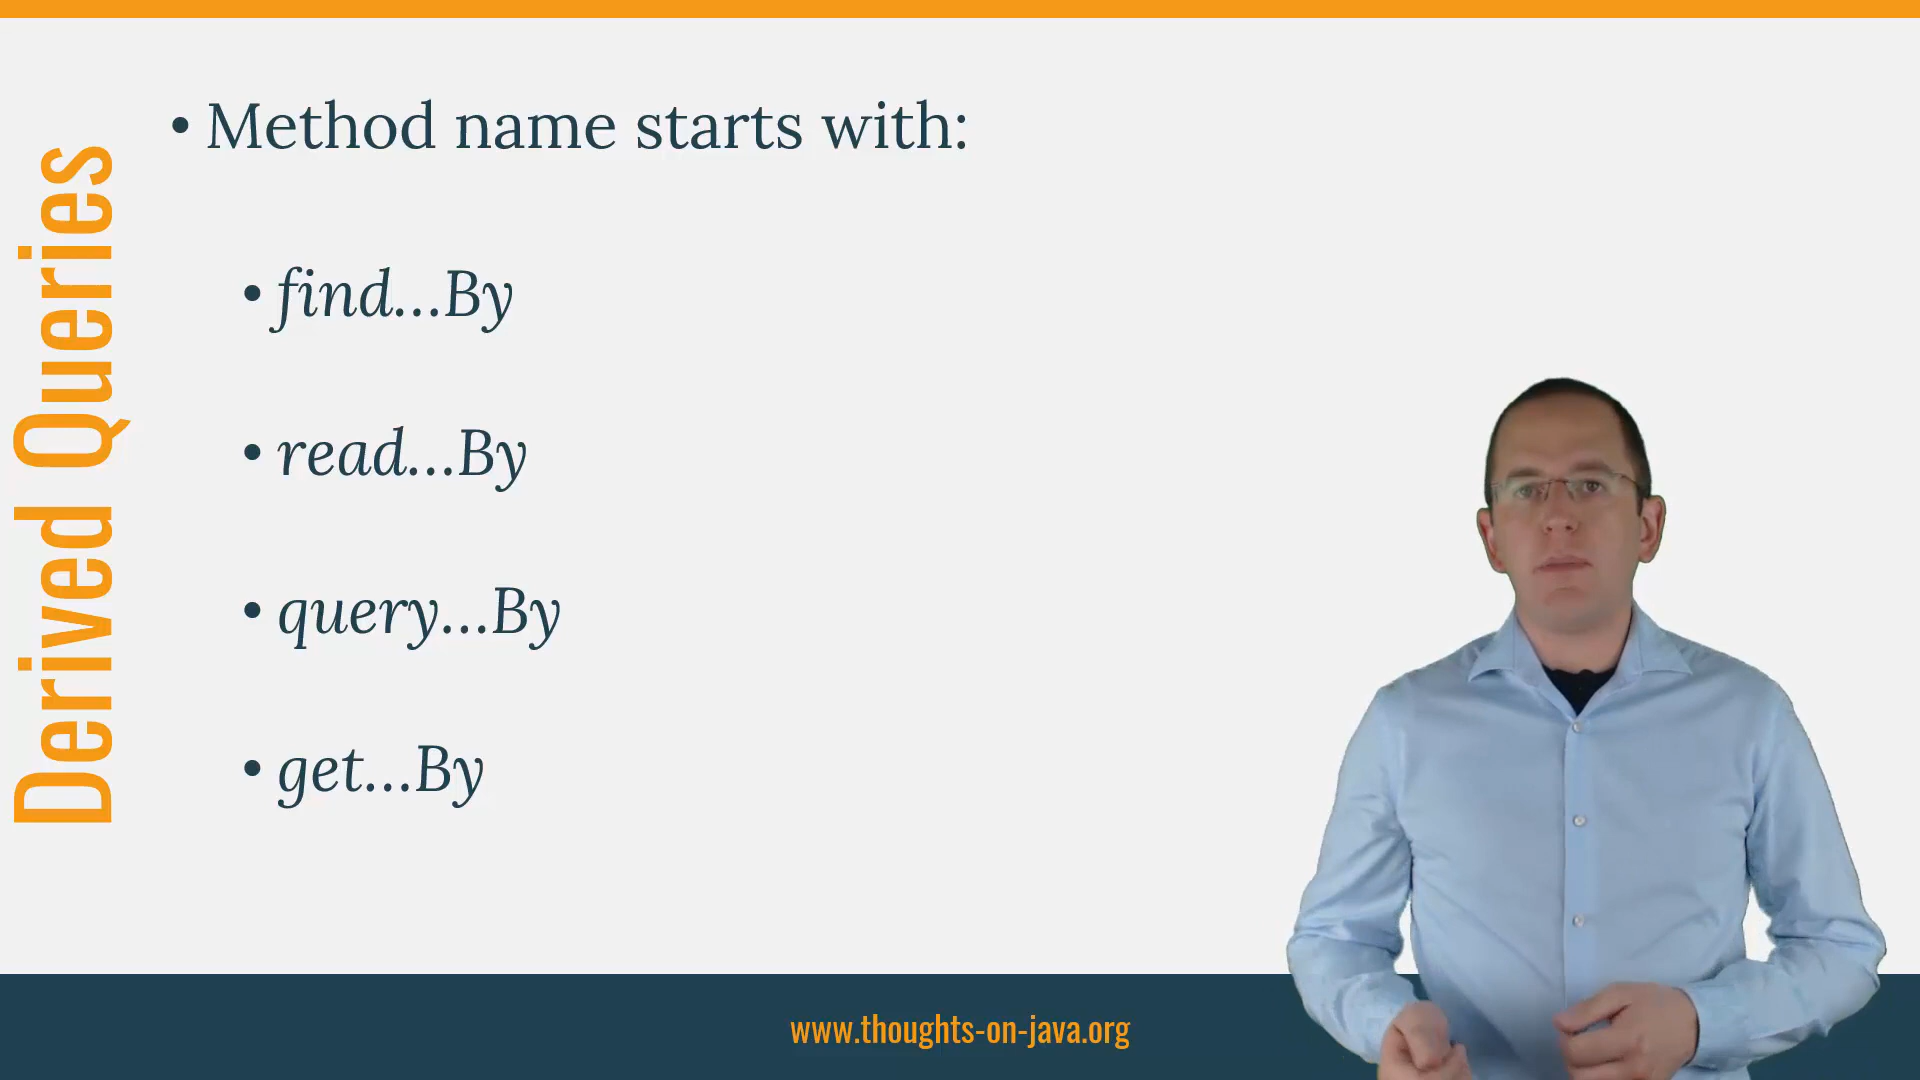 Derived Queries
• Method name starts with:
• find...By
• read...By
• query...By
• get...By
www.thoughts-on-java.org